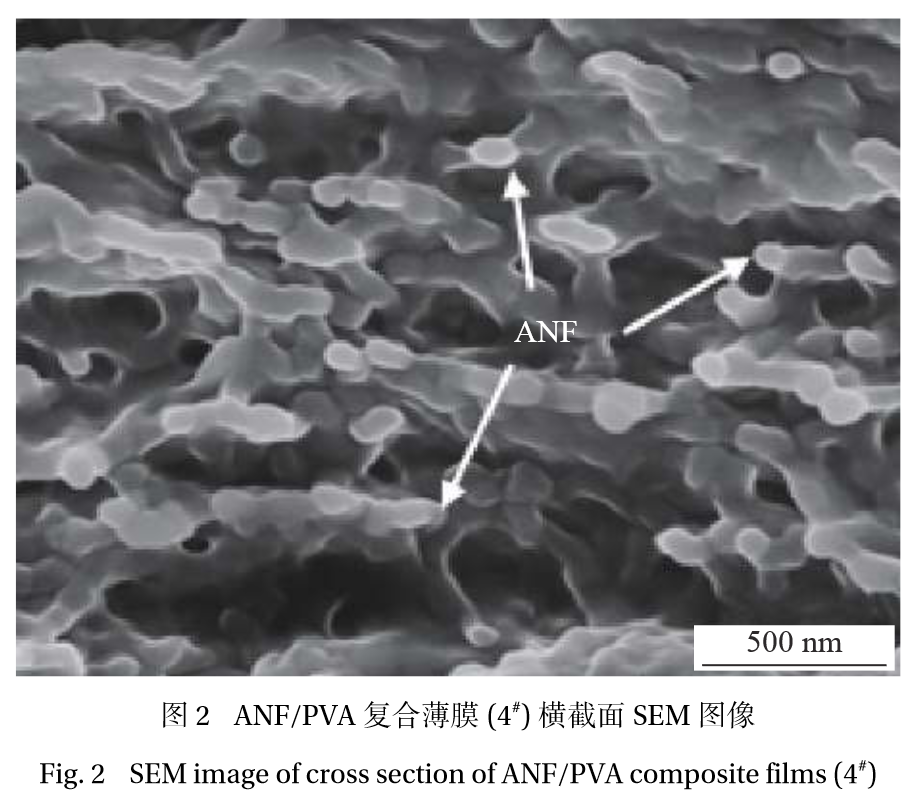 ANF
500 nm
图 2 ANF/PVA 复合薄膜 (4#) 横截面 SEM 图像
Fig. 2 SEM image of cross section of ANF/PVA composite films (4#)